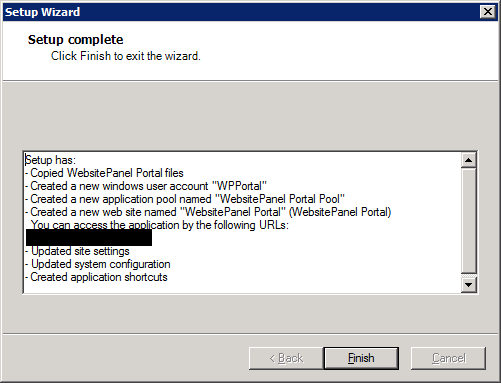 Setup Wizard
Setup complete
Click Finish to exit the wizard.
Setup has:
- Copied WebsitePanel Portal files
- Created a new windows user account "WPPortal"
- Created a new application pool named "WebsitePanel Portal Pool"
- Created a new web site named "WebsitePanel Portal" (WebsitePanel Portal)
You can access the application by the following URLs:
- Updated site settings
- Updated system configuration
- Created application shortcuts
< Back
Finish
Cancel